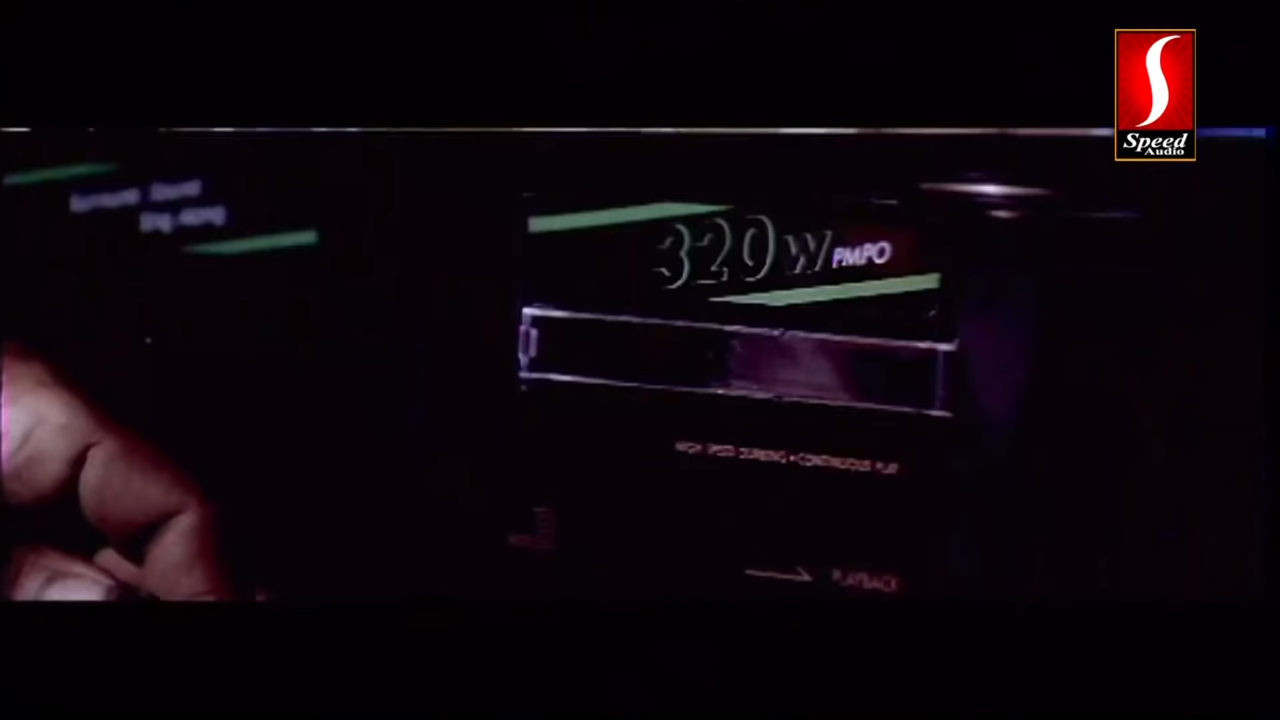 Speed
Audio
Surround Sound
Sing Along
320W PMPO
HIGH SPEED DUBBING • CONTINUOUS PLAY
PLAYBACK